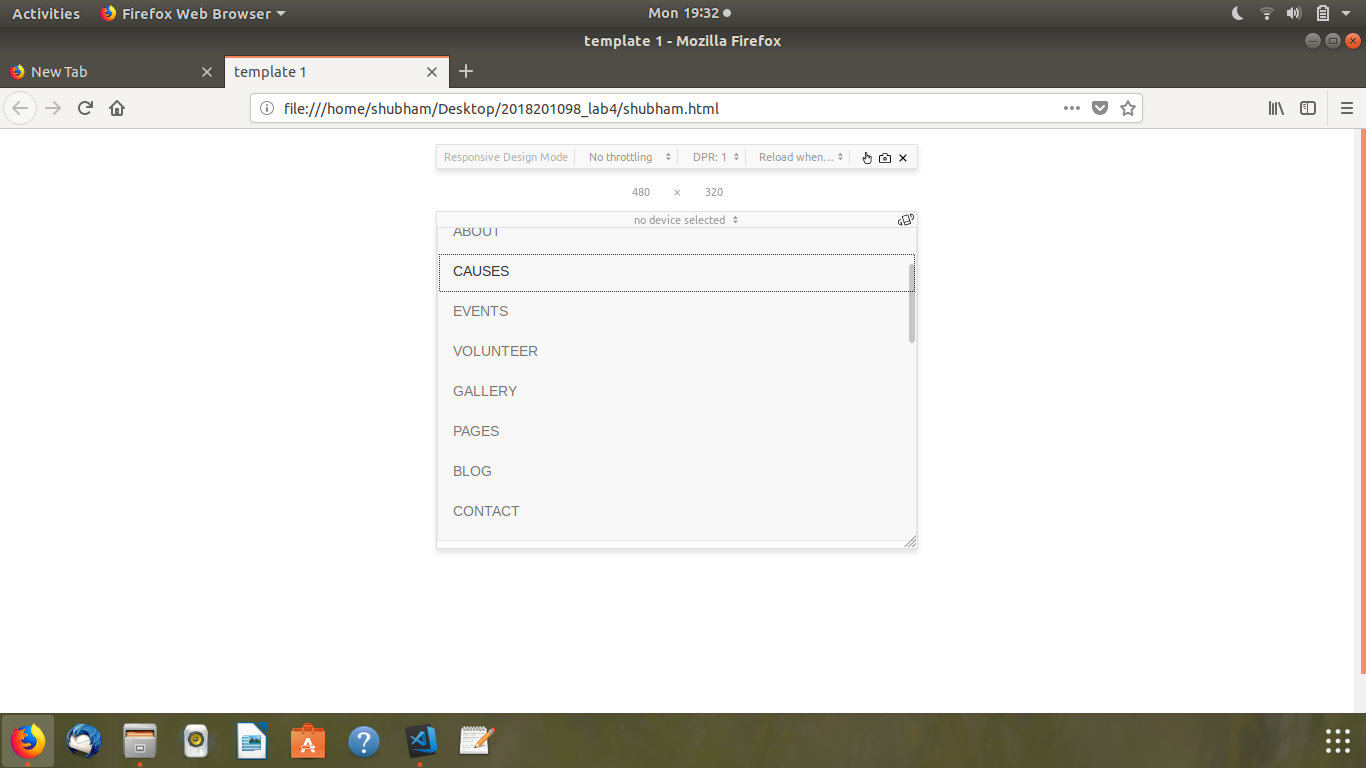 Activities Firefox Web Browser Mon 19:32
template 1 - Mozilla Firefox
New Tab template 1
file:///home/shubham/Desktop/2018201098_lab4/shubham.html
Responsive Design Mode No throttling DPR: 1 Reload when…
480 × 320
no device selected
ABOUT
CAUSES
EVENTS
VOLUNTEER
GALLERY
PAGES
BLOG
CONTACT